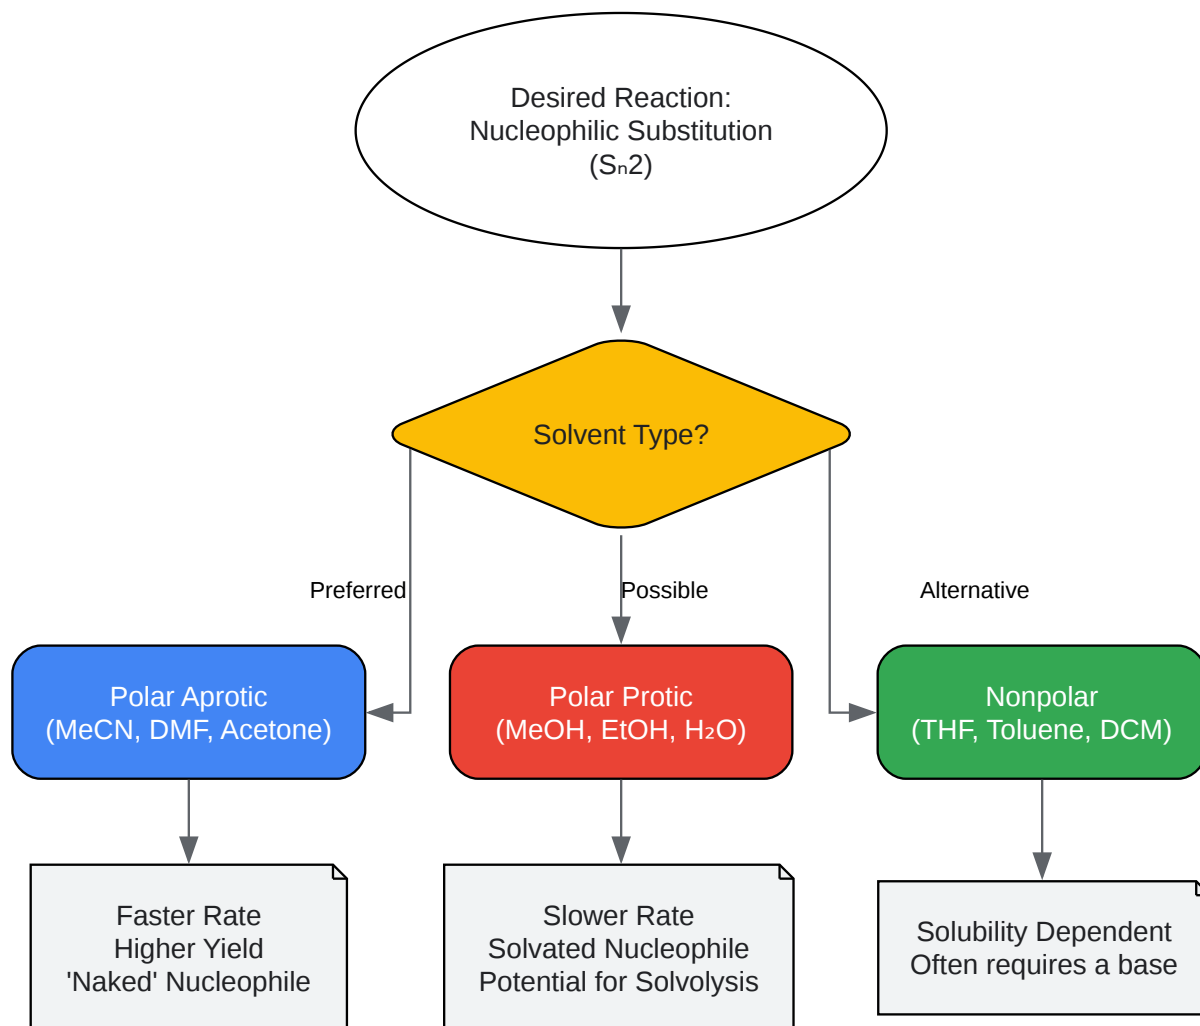 Desired Reaction:
Nucleophilic Substitution
(Sₙ2)
Solvent Type?
Preferred
Possible
Alternative
Polar Aprotic
(MeCN, DMF, Acetone)
Polar Protic
(MeOH, EtOH, H₂O)
Nonpolar
(THF, Toluene, DCM)
Faster Rate
Higher Yield
'Naked' Nucleophile
Slower Rate
Solvated Nucleophile
Potential for Solvolysis
Solubility Dependent
Often requires a base